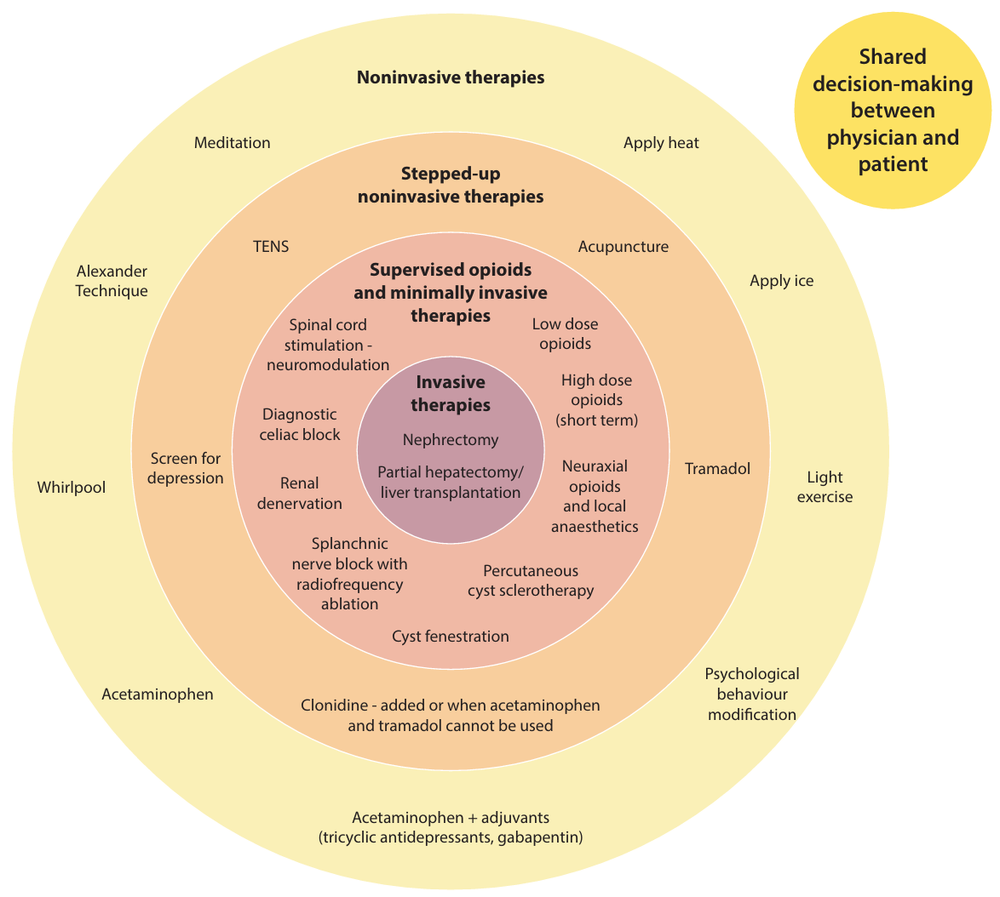 Shared
decision-making
between
physician and
patient
Noninvasive therapies
Meditation
Apply heat
Alexander
Technique
Apply ice
Whirlpool
Light
exercise
Acetaminophen
Psychological
behaviour
modification
Acetaminophen + adjuvants
(tricyclic antidepressants, gabapentin)
Stepped-up
noninvasive therapies
TENS
Acupuncture
Screen for
depression
Tramadol
Clonidine - added or when acetaminophen
and tramadol cannot be used
Supervised opioids
and minimally invasive
therapies
Spinal cord
stimulation -
neuromodulation
Low dose
opioids
Diagnostic
celiac block
High dose
opioids
(short term)
Renal
denervation
Neuraxial
opioids
and local
anaesthetics
Splanchnic
nerve block with
radiofrequency
ablation
Percutaneous
cyst sclerotherapy
Cyst fenestration
Invasive
therapies
Nephrectomy
Partial hepatectomy/
liver transplantation